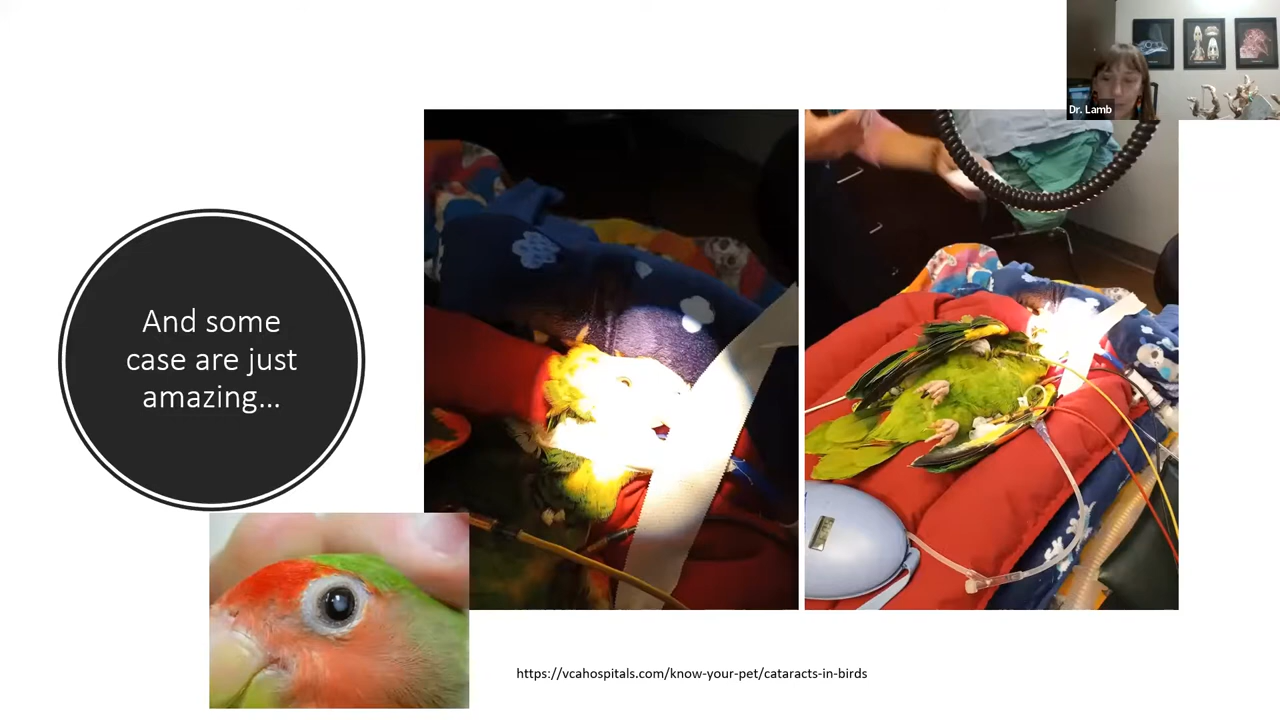 Dr. Lamb
And some
case are just
amazing...
https://vcahospitals.com/know-your-pet/cataracts-in-birds